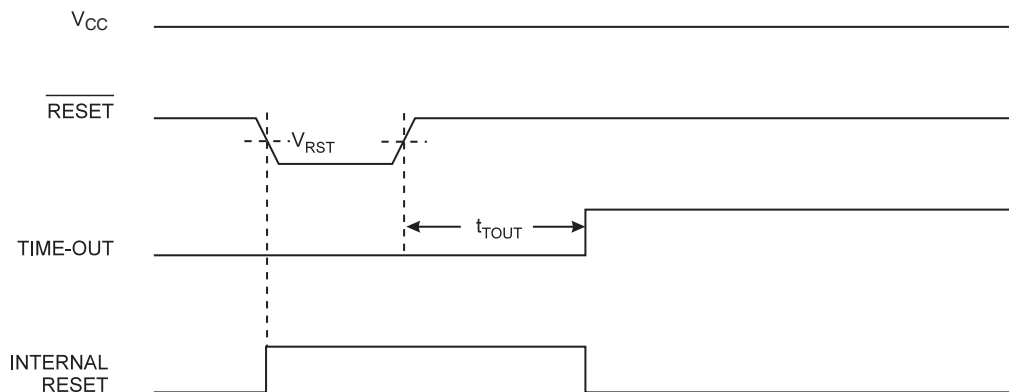 VCC
RESET
VRST
tTOUT
TIME-OUT
INTERNAL
RESET